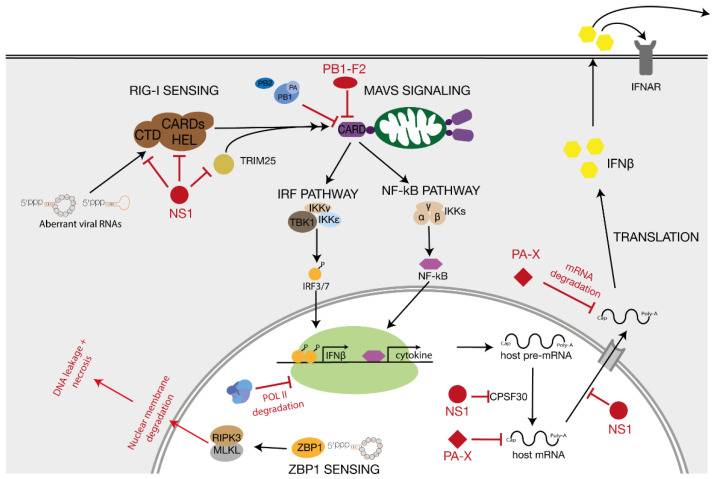 PB1-F2
RIG-I SENSING
MAVS SIGNALING
IFNAR
PB2
PA
PB1
CARDs
CTD
HEL
CARD
TRIM25
NS1
5'ppp
5'ppp
Aberrant viral RNAs
IFNβ
IRF PATHWAY
NF-kB PATHWAY
IKKγ
TBK1
IKKε
γ
α
β
IKKs
TRANSLATION
PA-X
mRNA
degradation
P
IRF3/7
NF-kB
Cap
Poly-A
P
P
IFNβ
cytokine
Cap
Poly-A
host pre-mRNA
DNA leakage +
necrosis
POL II
degradation
NS1
CPSF30
NS1
Nuclear membrane
degradation
RIPK3
MLKL
ZBP1
5'ppp
ZBP1 SENSING
PA-X
Cap
Poly-A
host mRNA